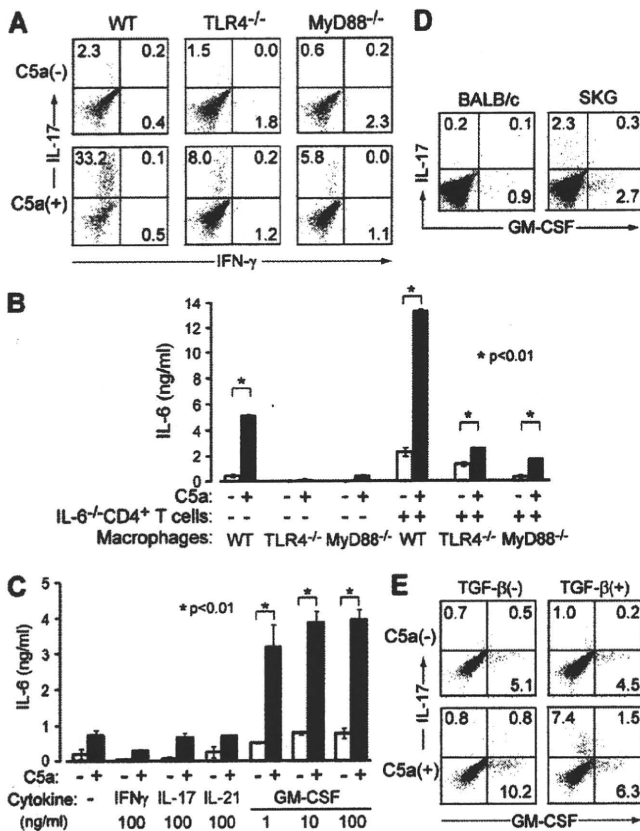 A
WT TLR4-/- MyD88-/-
C5a(-)
2.3 0.2 1.5 0.0 0.6 0.2
0.4 1.8 2.3
IL-17
C5a(+)
33.2 0.1 8.0 0.2 5.8 0.0
0.5 1.2 1.1
IFN-γ
D
BALB/c SKG
0.2 0.1 2.3 0.3
IL-17
0.9 2.7
GM-CSF
B
IL-6 (ng/ml)
14
12
10
8
6
4
2
0
* * * *
* p<0.01
C5a: - + - + - + - + - + - +
IL-6-/-CD4+ T cells: - - - - - - + + + + + +
Macrophages: WT TLR4-/- MyD88-/- WT TLR4-/- MyD88-/-
C
IL-6 (ng/ml)
5
4
3
2
1
0
* p<0.01
* * *
C5a: - + - + - + - + - + - + - +
Cytokine: - IFNγ IL-17 IL-21 GM-CSF
(ng/ml) 100 100 100 1 10 100
E
TGF-β(-) TGF-β(+)
C5a(-)
0.7 0.5 1.0 0.2
5.1 4.5
IL-17
C5a(+)
0.8 0.8 7.4 1.5
10.2 6.3
GM-CSF